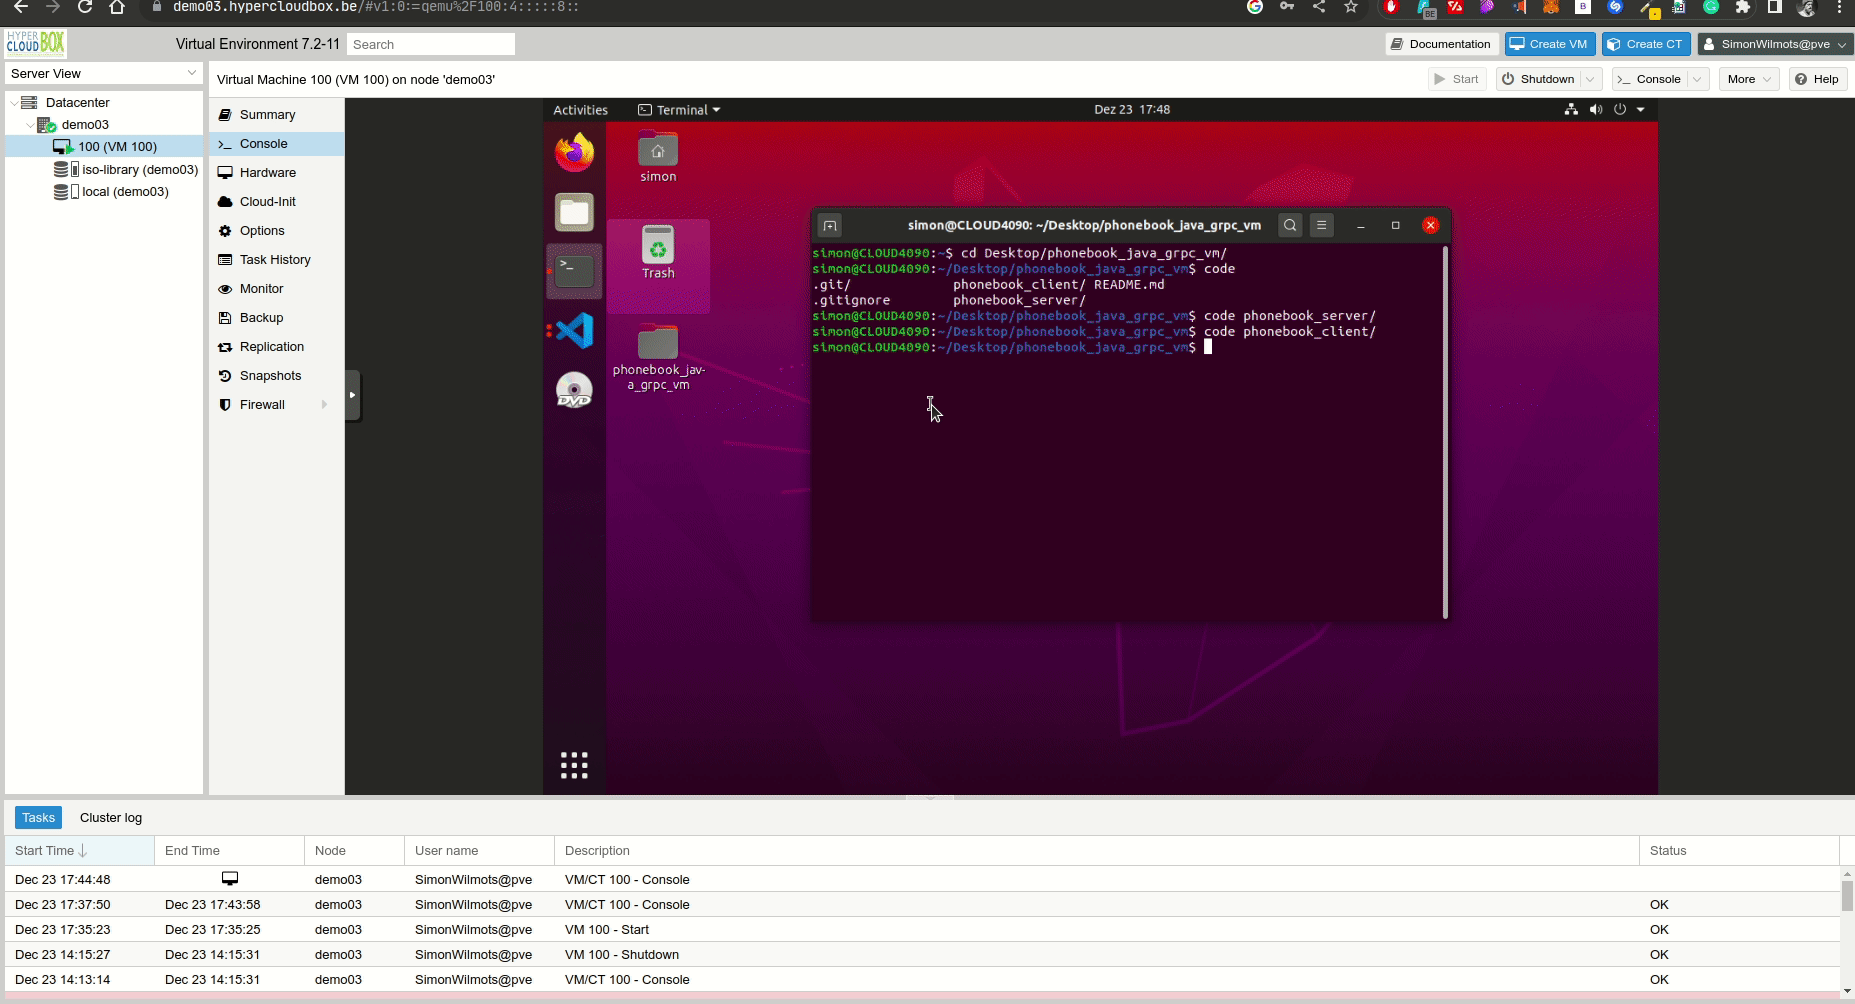 demo03.hypercloudbox.be/#v1:0:=qemu%2F100:4:::::8::
HYPER CLOUD BOX
Virtual Environment 7.2-11
Search
Documentation
Create VM
Create CT
SimonWilmots@pve
Server View
Virtual Machine 100 (VM 100) on node 'demo03'
Start
Shutdown
Console
More
Help
Datacenter
demo03
100 (VM 100)
iso-library (demo03)
local (demo03)
Summary
Console
Hardware
Cloud-Init
Options
Task History
Monitor
Backup
Replication
Snapshots
Firewall
Activities
Terminal
Dez 23 17:48
simon
Trash
phonebook_jav-
a_grpc_vm
DVD
simon@CLOUD4090: ~/Desktop/phonebook_java_grpc_vm
simon@CLOUD4090:~$ cd Desktop/phonebook_java_grpc_vm/
simon@CLOUD4090:~/Desktop/phonebook_java_grpc_vm$ code
.git/ phonebook_client/ README.md
.gitignore phonebook_server/
simon@CLOUD4090:~/Desktop/phonebook_java_grpc_vm$ code phonebook_server/
simon@CLOUD4090:~/Desktop/phonebook_java_grpc_vm$ code phonebook_client/
simon@CLOUD4090:~/Desktop/phonebook_java_grpc_vm$
Tasks
Cluster log
Start Time End Time Node User name Description Status
Dec 23 17:44:48 demo03 SimonWilmots@pve VM/CT 100 - Console
Dec 23 17:37:50 Dec 23 17:43:58 demo03 SimonWilmots@pve VM/CT 100 - Console OK
Dec 23 17:35:23 Dec 23 17:35:25 demo03 SimonWilmots@pve VM 100 - Start OK
Dec 23 14:15:27 Dec 23 14:15:31 demo03 SimonWilmots@pve VM 100 - Shutdown OK
Dec 23 14:13:14 Dec 23 14:15:31 demo03 SimonWilmots@pve VM/CT 100 - Console OK